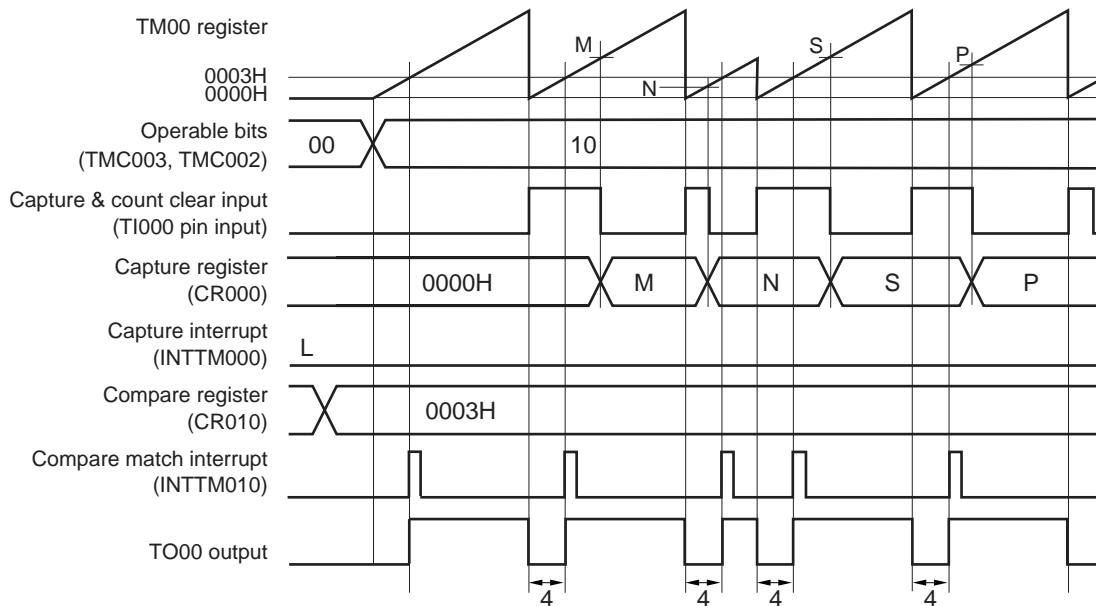 TM00 register
M
S
P
N
0003H
0000H
Operable bits
(TMC003, TMC002)
00
10
Capture & count clear input
(TI000 pin input)
Capture register
(CR000)
0000H
M
N
S
P
Capture interrupt
(INTTM000)
L
Compare register
(CR010)
0003H
Compare match interrupt
(INTTM010)
TO00 output
4
4
4
4